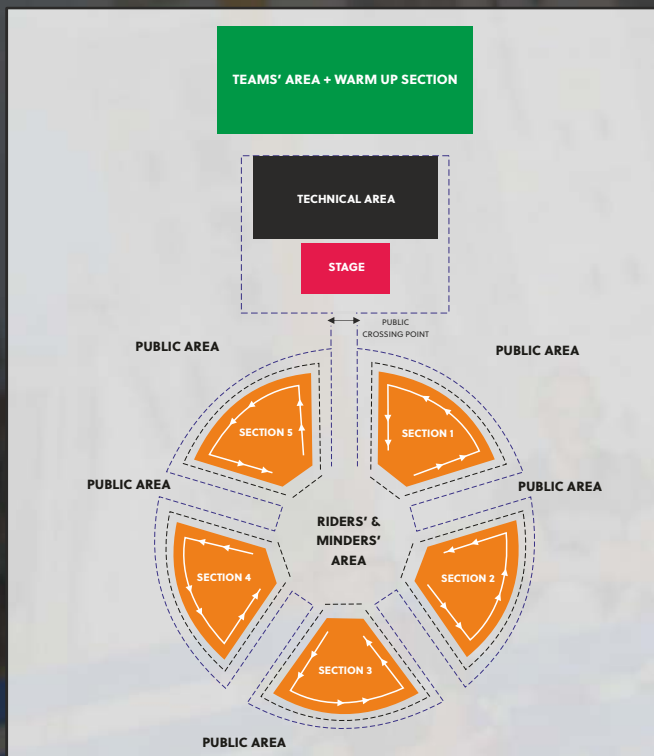 TEAMS' AREA + WARM UP SECTION
TECHNICAL AREA
STAGE
PUBLIC
CROSSING POINT
PUBLIC AREA
PUBLIC AREA
SECTION 5
SECTION 1
PUBLIC AREA
PUBLIC AREA
RIDERS' &
MINDERS'
AREA
SECTION 4
SECTION 2
SECTION 3
PUBLIC AREA